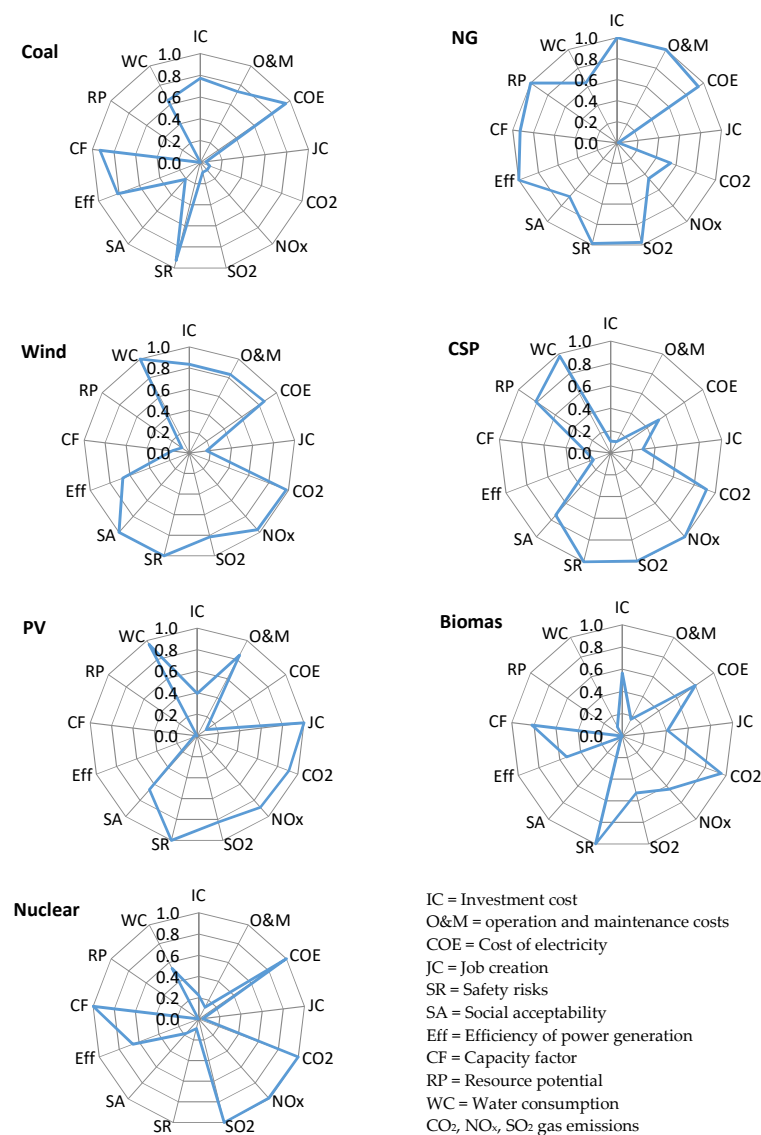 Coal
IC
O&M
COE
JC
CO2
NOx
SO2
SR
SA
Eff
CF
RP
WC
1.0
0.8
0.6
0.4
0.2
0.0
NG
IC
O&M
COE
JC
CO2
NOx
SO2
SR
SA
Eff
CF
RP
WC
1.0
0.8
0.6
0.4
0.2
0.0
Wind
IC
O&M
COE
JC
CO2
NOx
SO2
SR
SA
Eff
CF
RP
WC
1.0
0.8
0.6
0.4
0.2
0.0
CSP
IC
O&M
COE
JC
CO2
NOx
SO2
SR
SA
Eff
CF
RP
WC
1.0
0.8
0.6
0.4
0.2
0.0
PV
IC
O&M
COE
JC
CO2
NOx
SO2
SR
SA
Eff
CF
RP
WC
1.0
0.8
0.6
0.4
0.2
0.0
Biomas
IC
O&M
COE
JC
CO2
NOx
SO2
SR
SA
Eff
CF
RP
WC
1.0
0.8
0.6
0.4
0.2
0.0
Nuclear
IC
O&M
COE
JC
CO2
NOx
SO2
SR
SA
Eff
CF
RP
WC
1.0
0.8
0.6
0.4
0.2
0.0
IC = Investment cost
O&M = operation and maintenance costs
COE = Cost of electricity
JC = Job creation
SR = Safety risks
SA = Social acceptability
Eff = Efficiency of power generation
CF = Capacity factor
RP = Resource potential
WC = Water consumption
CO₂, NOₓ, SO₂ gas emissions